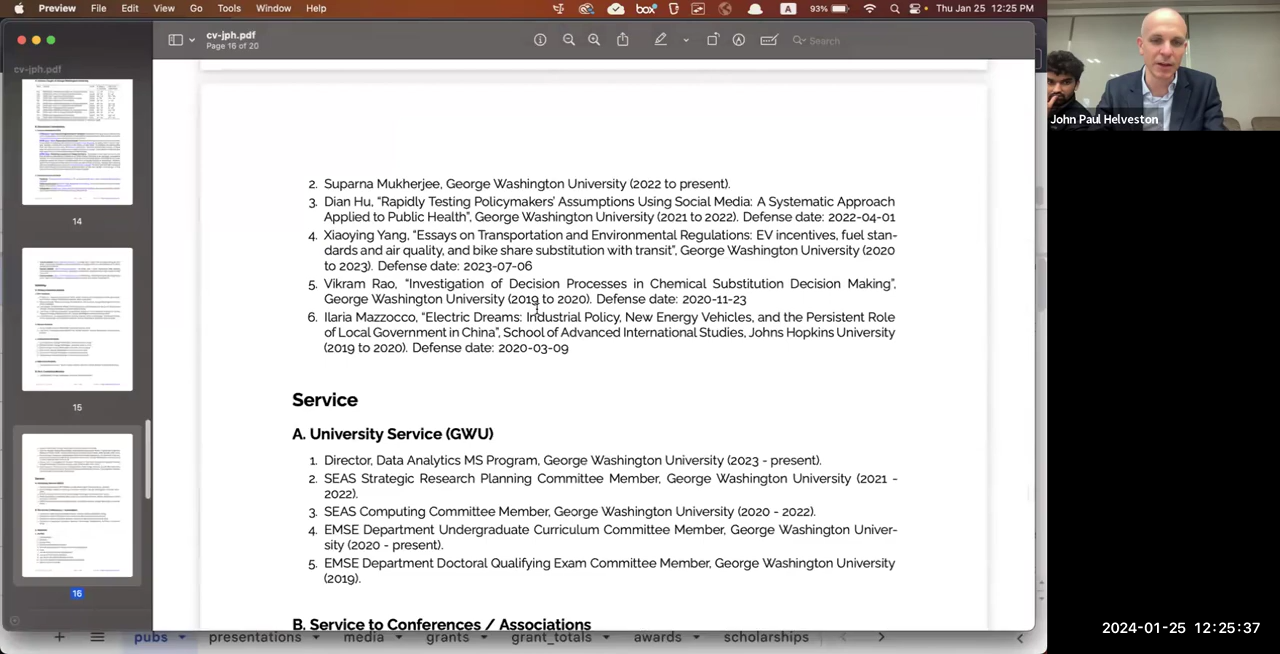 Preview File Edit View Go Tools Window Help
box A 93% Thu Jan 25 12:25 PM
cv-jph.pdf
Page 16 of 20
Search
cv-jph.pdf
14
15
16
Suparna Mukherjee, George Washington University (2022 to present).
3. Dian Hu, “Rapidly Testing Policymakers’ Assumptions Using Social Media: A Systematic Approach
Applied to Public Health”, George Washington University (2021 to 2022). Defense date: 2022-04-01
4. Xiaoying Yang, “Essays on Transportation and Environmental Regulations: EV incentives, fuel stan-
dards and air quality, and bike share substitution with transit”, George Washington University (2020
to 2023). Defense date: 2023-07-06
5. Vikram Rao, “Investigation of Decision Processes in Chemical Substitution Decision Making”,
George Washington University (2019 to 2020). Defense date: 2020-11-23
6. Ilaria Mazzocco, “Electric Dreams: Industrial Policy, New Energy Vehicles, and the Persistent Role
of Local Government in China”, School of Advanced International Studies Johns Hopkins University
(2019 to 2020). Defense -03-09
Service
A. University Service (GWU)
Director, Data Analytics MS Program, George Washington University (2023 - present).
SEAS Strategic Research Planning Committee Member, George Washington University (2021 -
2022).
3. SEAS Computing Committee Member, George Washington University (2020 - 2022).
EMSE Department Undergraduate Curriculum Committee Member, George Washington Univer-
sity (2020 - present).
5. EMSE Department Doctoral Qualifying Exam Committee Member, George Washington University
(2019).
B. Service to Conferences / Associations
pubs presentations media grants grant_totals awards scholarships
John Paul Helveston
2024-01-25 12:25:37